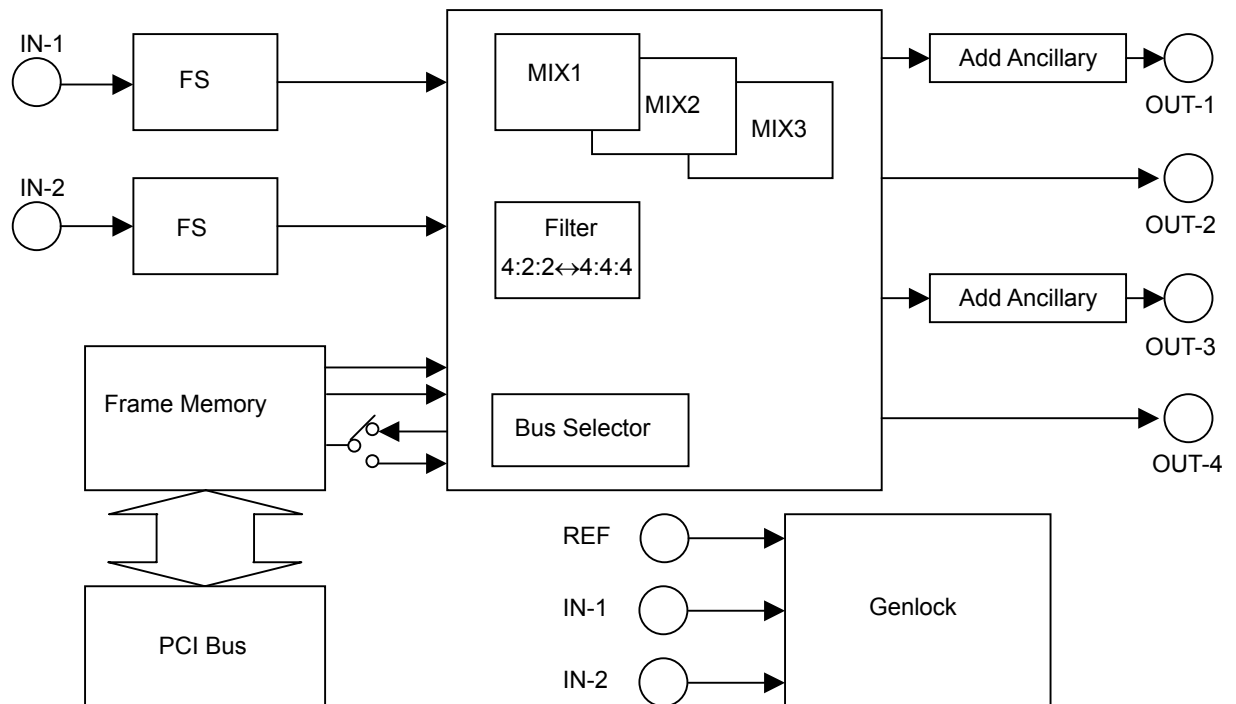 IN-1
FS
MIX1
MIX2
MIX3
Add Ancillary
OUT-1
IN-2
FS
Filter
4:2:2↔4:4:4
OUT-2
Add Ancillary
OUT-3
Frame Memory
Bus Selector
OUT-4
REF
IN-1
Genlock
PCI Bus
IN-2